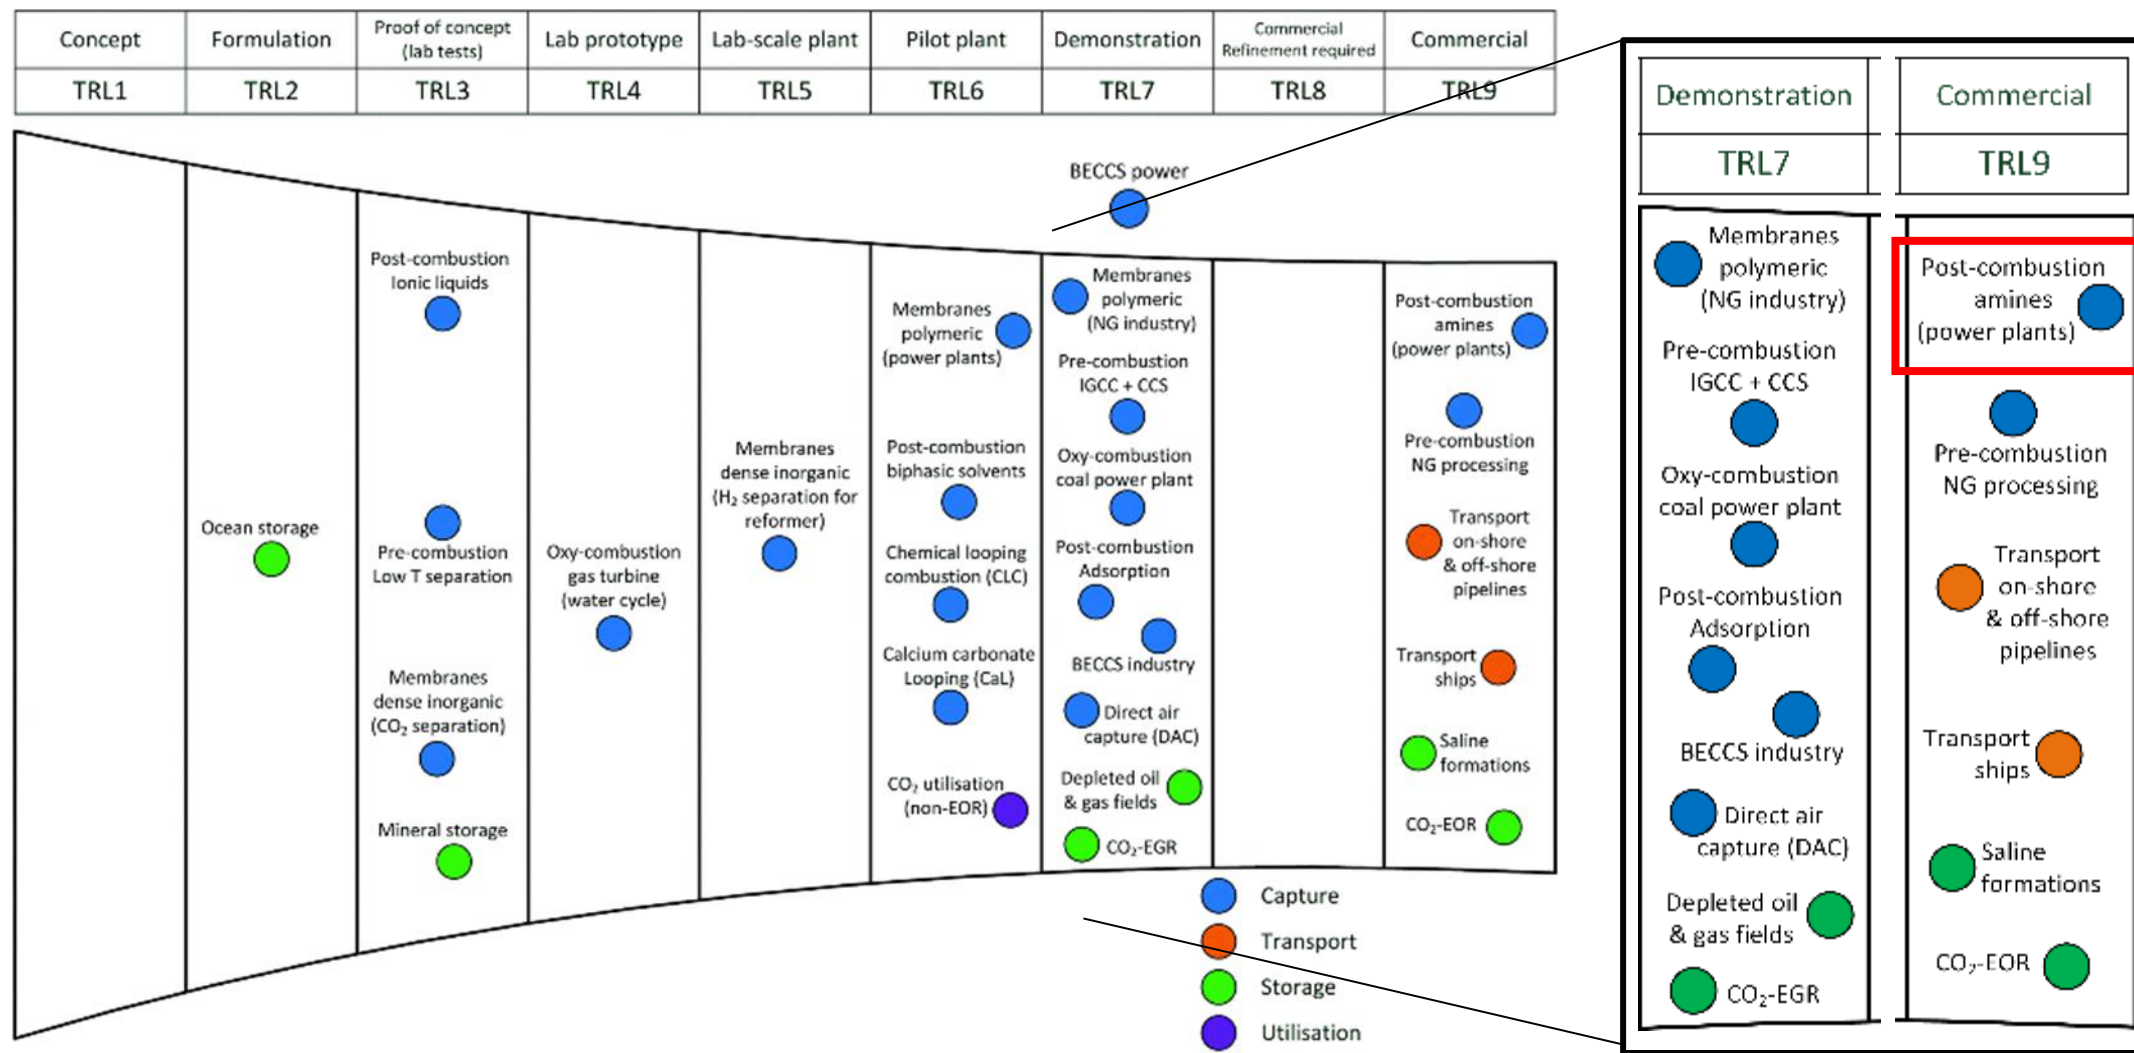 Concept
Formulation
Proof of concept
(lab tests)
Lab prototype
Lab-scale plant
Pilot plant
Demonstration
Commercial
Refinement required
Commercial
TRL1
TRL2
TRL3
TRL4
TRL5
TRL6
TRL7
TRL8
TRL9
BECCS power
Ocean storage
Post-combustion
Ionic liquids
Pre-combustion
Low T separation
Membranes
dense inorganic
(CO₂ separation)
Mineral storage
Oxy-combustion
gas turbine
(water cycle)
Membranes
dense inorganic
(H₂ separation for
reformer)
Membranes
polymeric
(power plants)
Post-combustion
biphasic solvents
Chemical looping
combustion (CLC)
Calcium carbonate
Looping (CaL)
CO₂ utilisation
(non-EOR)
Membranes
polymeric
(NG industry)
Pre-combustion
IGCC + CCS
Oxy-combustion
coal power plant
Post-combustion
Adsorption
BECCS industry
Direct air
capture (DAC)
Depleted oil
& gas fields
CO₂-EGR
Post-combustion
amines
(power plants)
Pre-combustion
NG processing
Transport
on-shore
& off-shore
pipelines
Transport
ships
Saline
formations
CO₂-EOR
Capture
Transport
Storage
Utilisation
Demonstration
Commercial
TRL7
TRL9
Membranes
polymeric
(NG industry)
Pre-combustion
IGCC + CCS
Oxy-combustion
coal power plant
Post-combustion
Adsorption
BECCS industry
Direct air
capture (DAC)
Depleted oil
& gas fields
CO₂-EGR
Post-combustion
amines
(power plants)
Pre-combustion
NG processing
Transport
on-shore
& off-shore
pipelines
Transport
ships
Saline
formations
CO₂-EOR